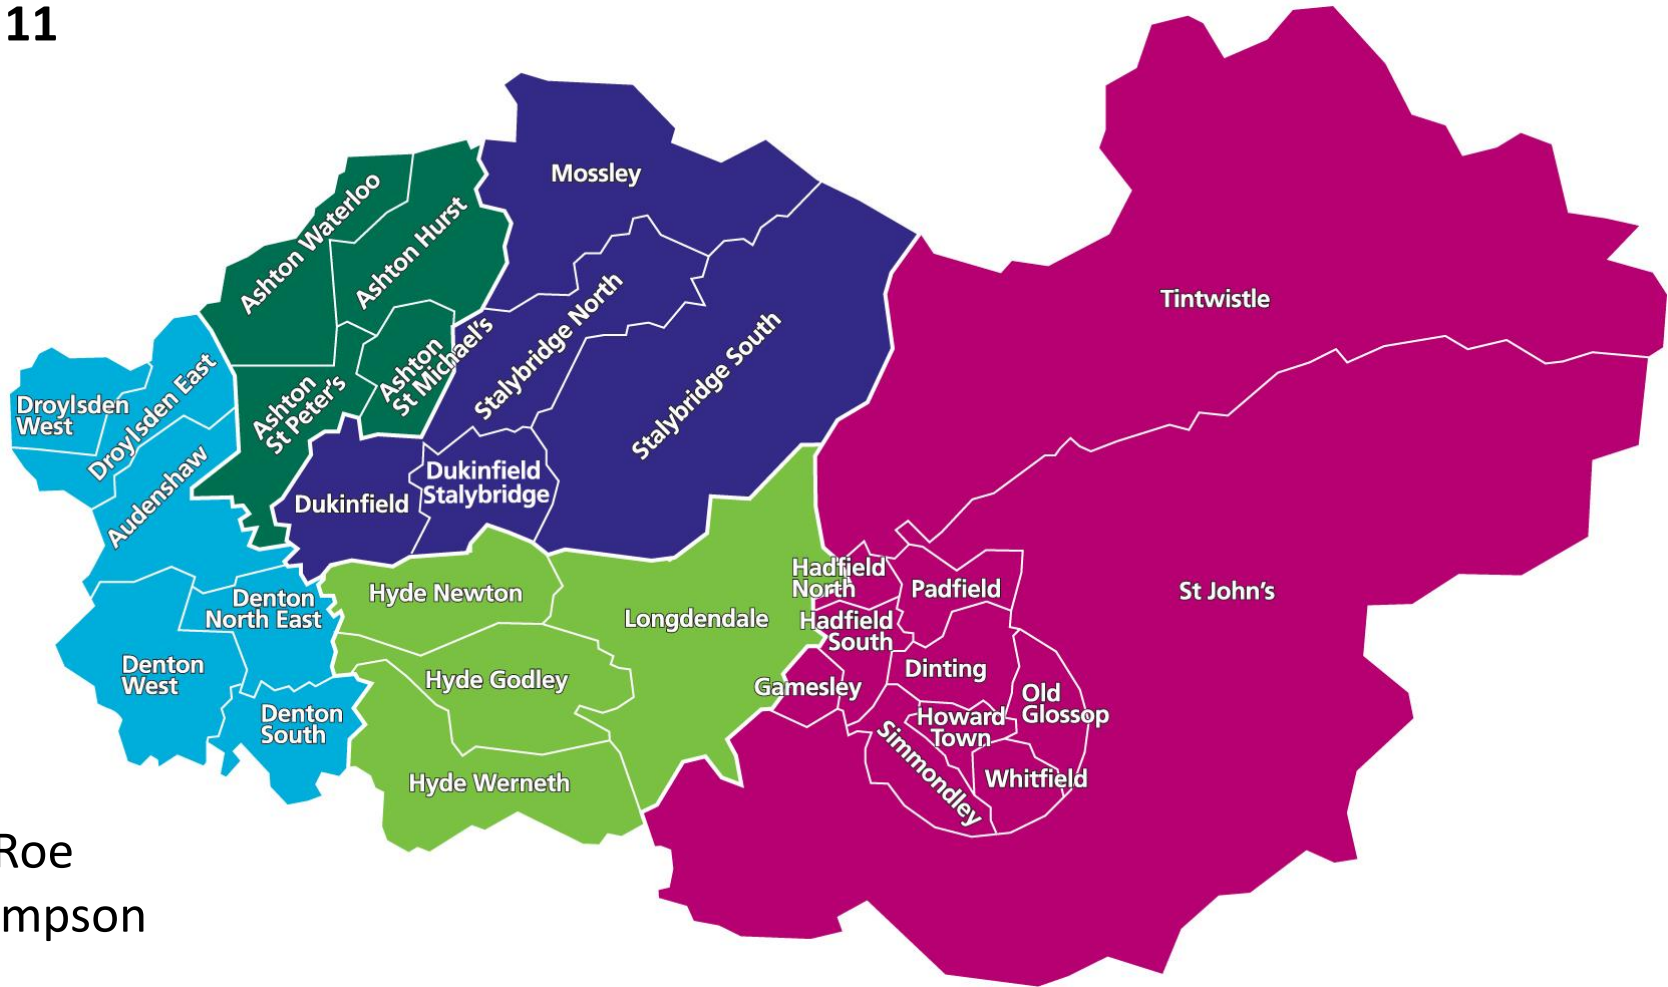 11
Mossley
Ashton Waterloo
Ashton Hurst
Tintwistle
Stalybridge North
Ashton
St Michael's
Stalybridge South
Droylsden
West
Droylsden East
Ashton
St Peter's
Audenshaw
Dukinfield
Dukinfield
Stalybridge
Hadfield
North
Padfield
St John's
Hyde Newton
Denton
North East
Longdendale
Hadfield
South
Denton
West
Hyde Godley
Dinting
Gamesley
Old
Glossop
Denton
South
Howard
Town
Simmondley
Whitfield
Hyde Werneth
Roe
mpson